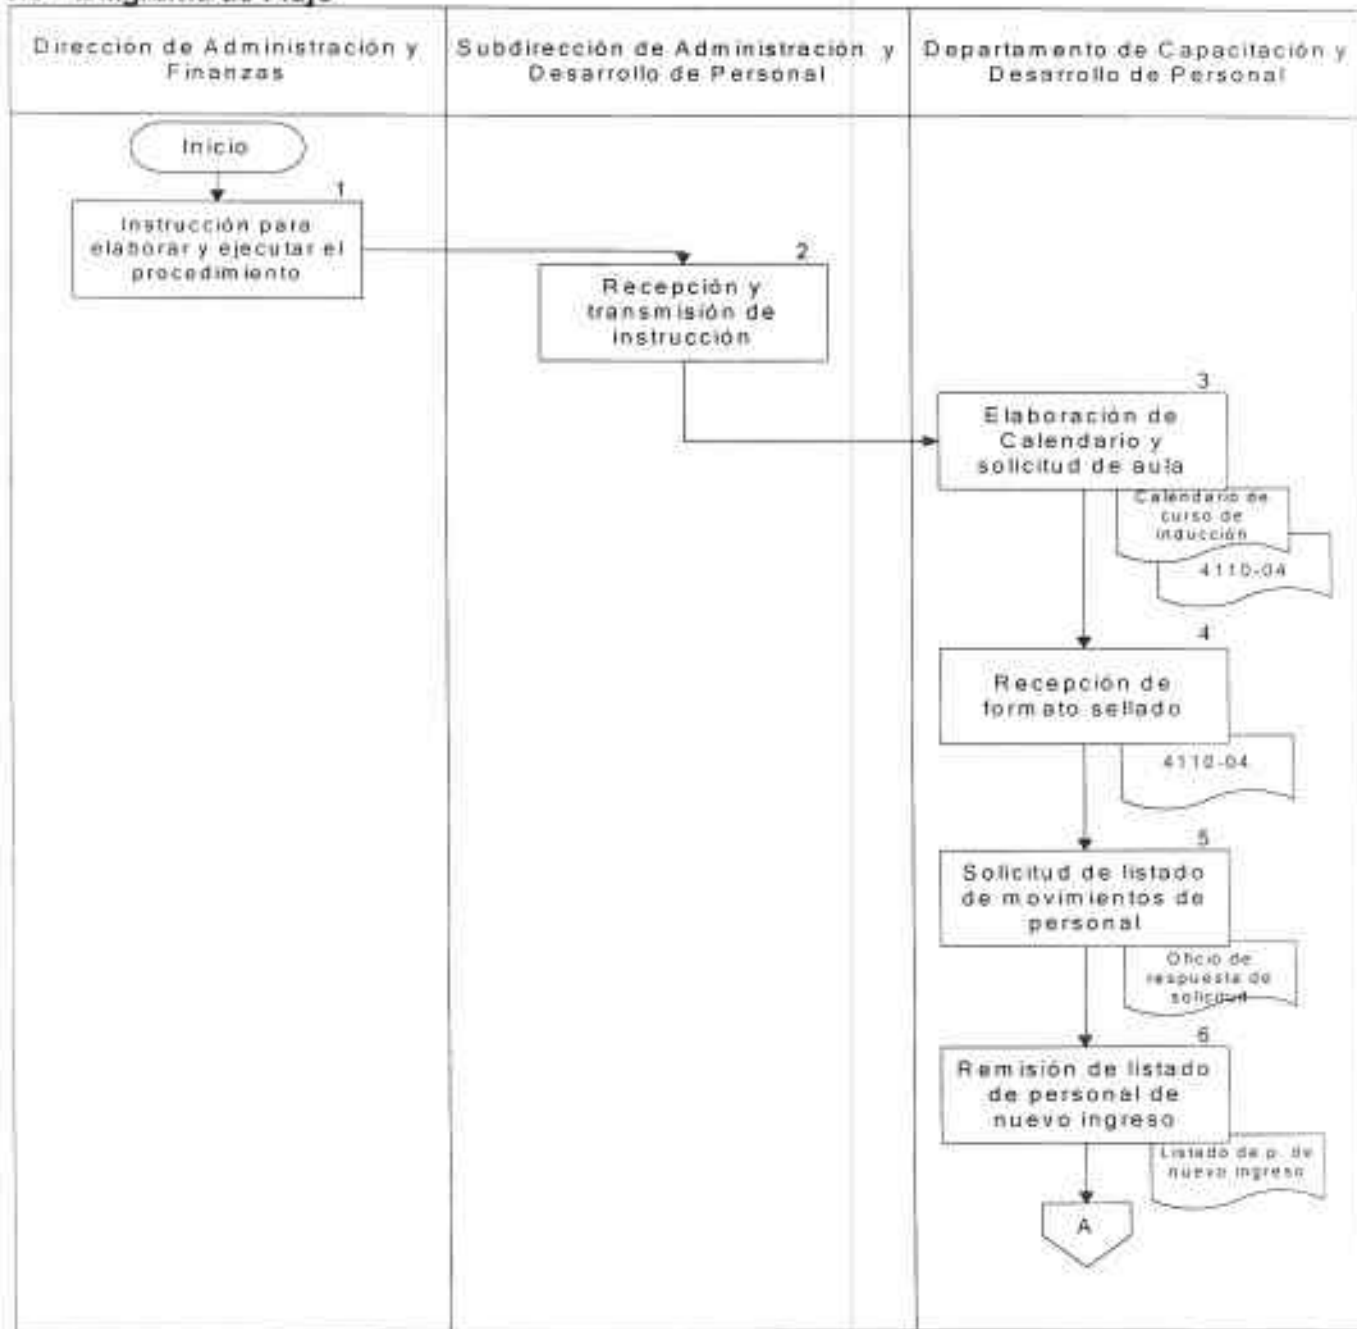 Dirección de Administración y
Finanzas
Subdirección de Administración y
Desarrollo de Personal
Departamento de Capacitación y
Desarrollo de Personal
Inicio
1
Instrucción para
elaborar y ejecutar el
procedimiento
2
Recepción y
transmisión de
instrucción
3
Elaboración de
Calendario y
solicitud de aula
Calendario de
curso de
inducción
4110-04
4
Recepción de
formato sellado
4110-04
5
Solicitud de listado
de movimientos de
personal
Oficio de
respuesta de
solicitud
6
Remisión de listado
de personal de
nuevo ingreso
Listado de p. de
nuevo ingreso
A